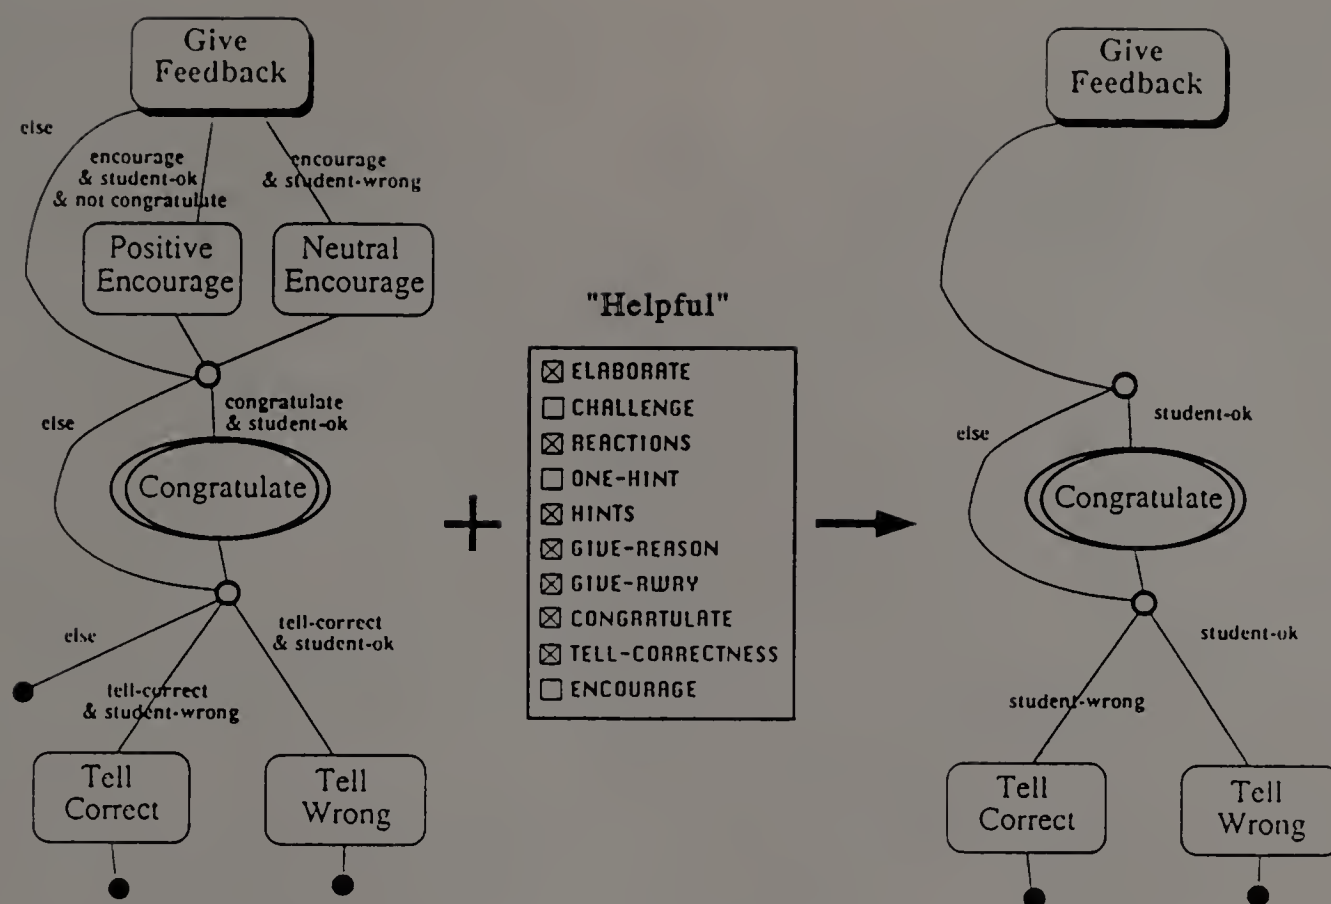 Give
Feedback
else
encourage
& student-ok
& not congratulate
encourage
& student-wrong
Positive
Encourage
Neutral
Encourage
else
congratulate
& student-ok
Congratulate
else
tell-correct
& student-ok
tell-correct
& student-wrong
Tell
Correct
Tell
Wrong
"Helpful"
ELABORATE
CHALLENGE
REACTIONS
ONE-HINT
HINTS
GIVE-REASON
GIVE-AWAY
CONGRATULATE
TELL-CORRECTNESS
ENCOURAGE
Give
Feedback
student-ok
else
Congratulate
student-ok
student-wrong
Tell
Correct
Tell
Wrong